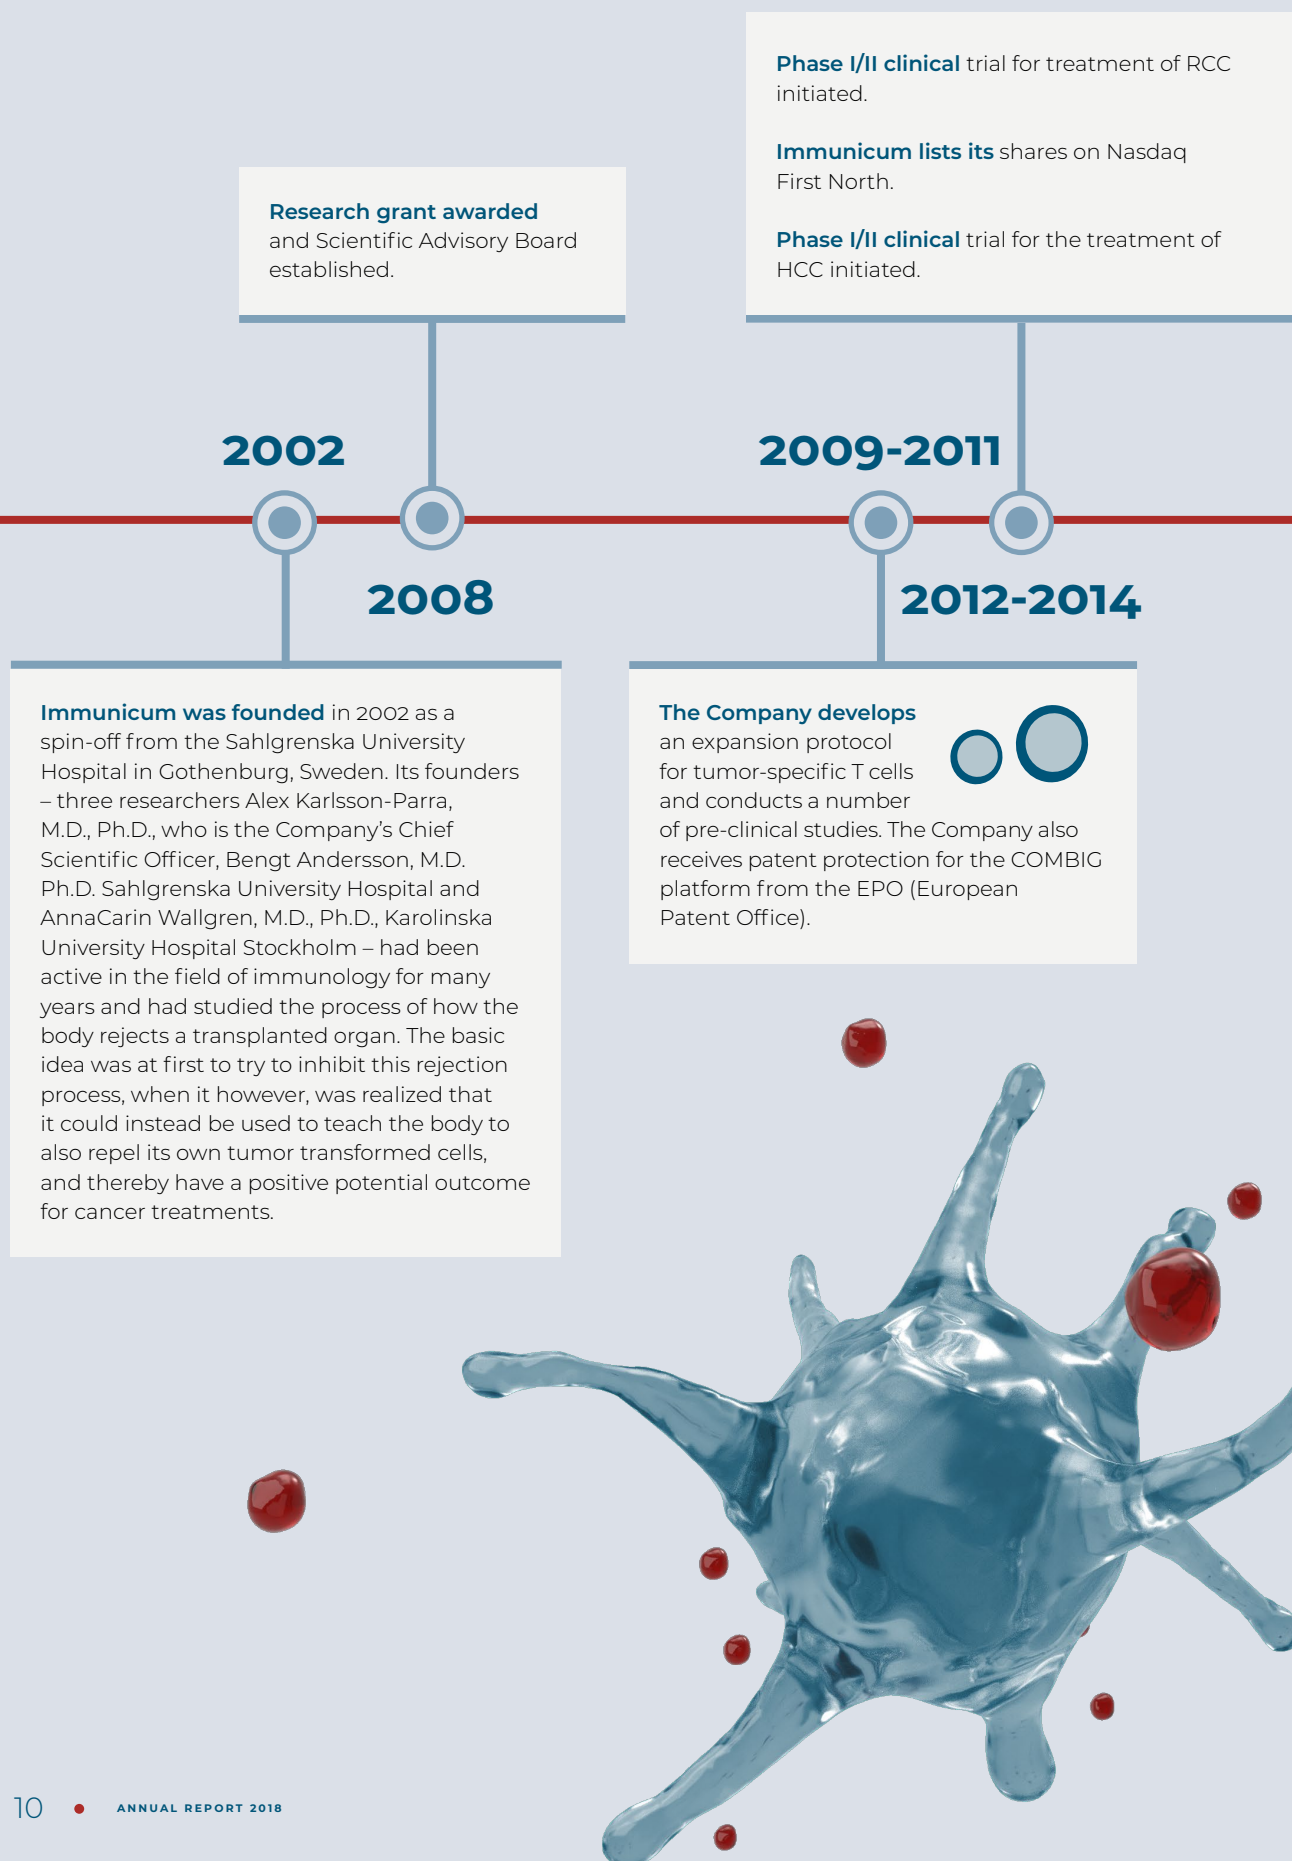 Phase I/II clinical trial for treatment of RCC
initiated.
Immunicum lists its shares on Nasdaq
First North.
Phase I/II clinical trial for the treatment of
HCC initiated.
Research grant awarded
and Scientific Advisory Board
established.
2002
2009-2011
2008
2012-2014
Immunicum was founded in 2002 as a
spin-off from the Sahlgrenska University
Hospital in Gothenburg, Sweden. Its founders
– three researchers Alex Karlsson-Parra,
M.D., Ph.D., who is the Company’s Chief
Scientific Officer, Bengt Andersson, M.D.
Ph.D. Sahlgrenska University Hospital and
AnnaCarin Wallgren, M.D., Ph.D., Karolinska
University Hospital Stockholm – had been
active in the field of immunology for many
years and had studied the process of how the
body rejects a transplanted organ. The basic
idea was at first to try to inhibit this rejection
process, when it however, was realized that
it could instead be used to teach the body to
also repel its own tumor transformed cells,
and thereby have a positive potential outcome
for cancer treatments.
The Company develops
an expansion protocol
for tumor-specific T cells
and conducts a number
of pre-clinical studies. The Company also
receives patent protection for the COMBIG
platform from the EPO (European
Patent Office).
10
ANNUAL REPORT 2018